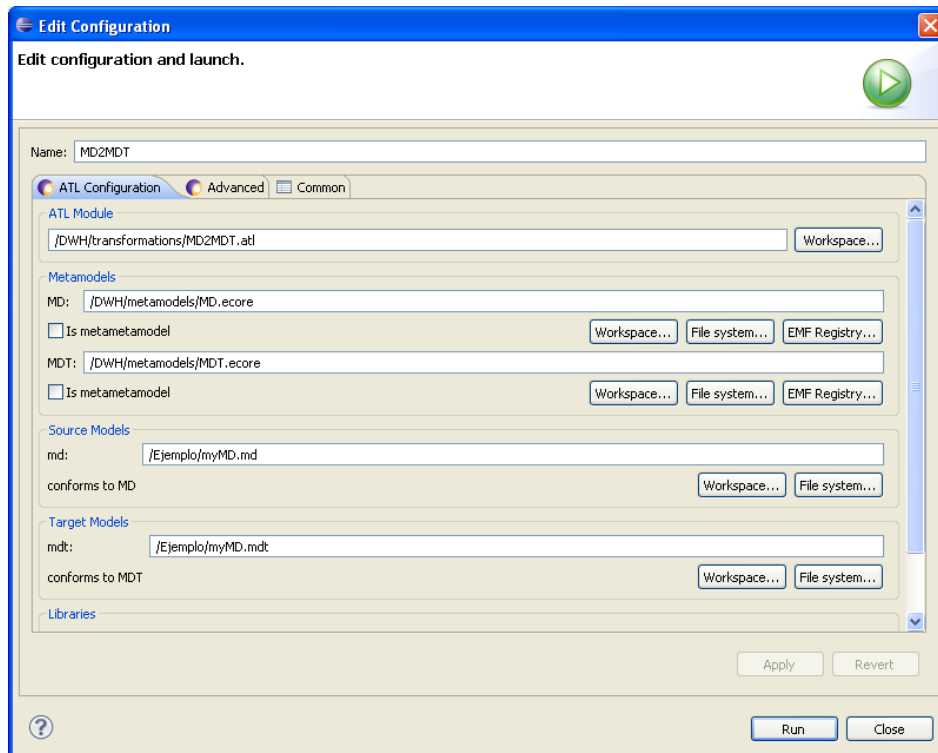 Edit Configuration
Edit configuration and launch.
Name: MD2MDT
ATL Configuration Advanced Common
ATL Module
/DWH/transformations/MD2MDT.atl Workspace...
Metamodels
MD: /DWH/metamodels/MD.ecore
Is metametamodel Workspace... File system... EMF Registry...
MDT: /DWH/metamodels/MDT.ecore
Is metametamodel Workspace... File system... EMF Registry...
Source Models
md: /Ejemplo/myMD.md
conforms to MD Workspace... File system...
Target Models
mdt: /Ejemplo/myMD.mdt
conforms to MDT Workspace... File system...
Libraries
Apply Revert
? Run Close